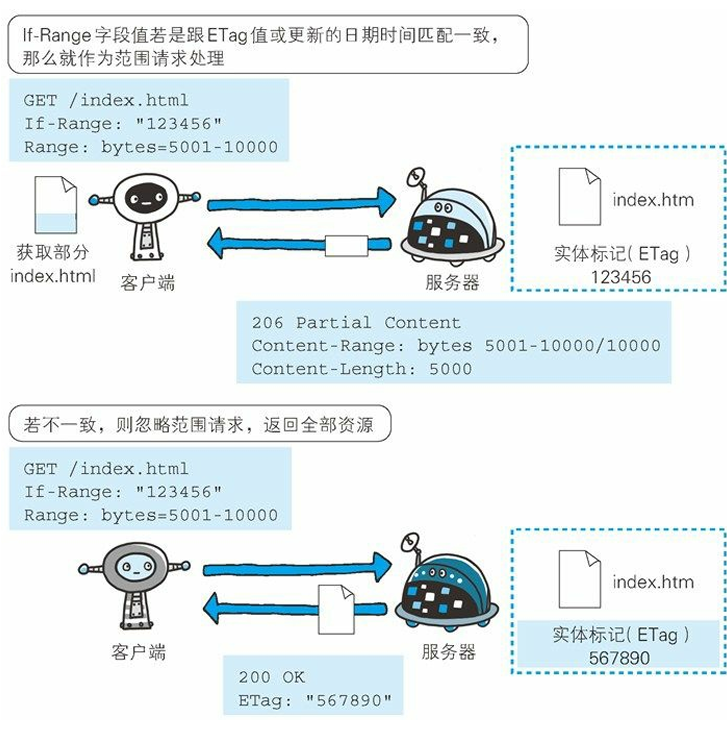 If-Range 字段值若是跟ETag 值或更新的日期时间匹配一致，
那么就作为范围请求处理
GET /index.html
If-Range: "123456"
Range: bytes=5001-10000
index.htm
获取部分
index.html
客户端
服务器
实体标记( ETag )
123456
206 Partial Content
Content-Range: bytes 5001-10000/10000
Content-Length: 5000
若不一致，则忽略范围请求，返回全部资源
GET /index.html
If-Range: "123456"
Range: bytes=5001-10000
index.htm
客户端
服务器
实体标记( ETag )
567890
200 OK
ETag: "567890"